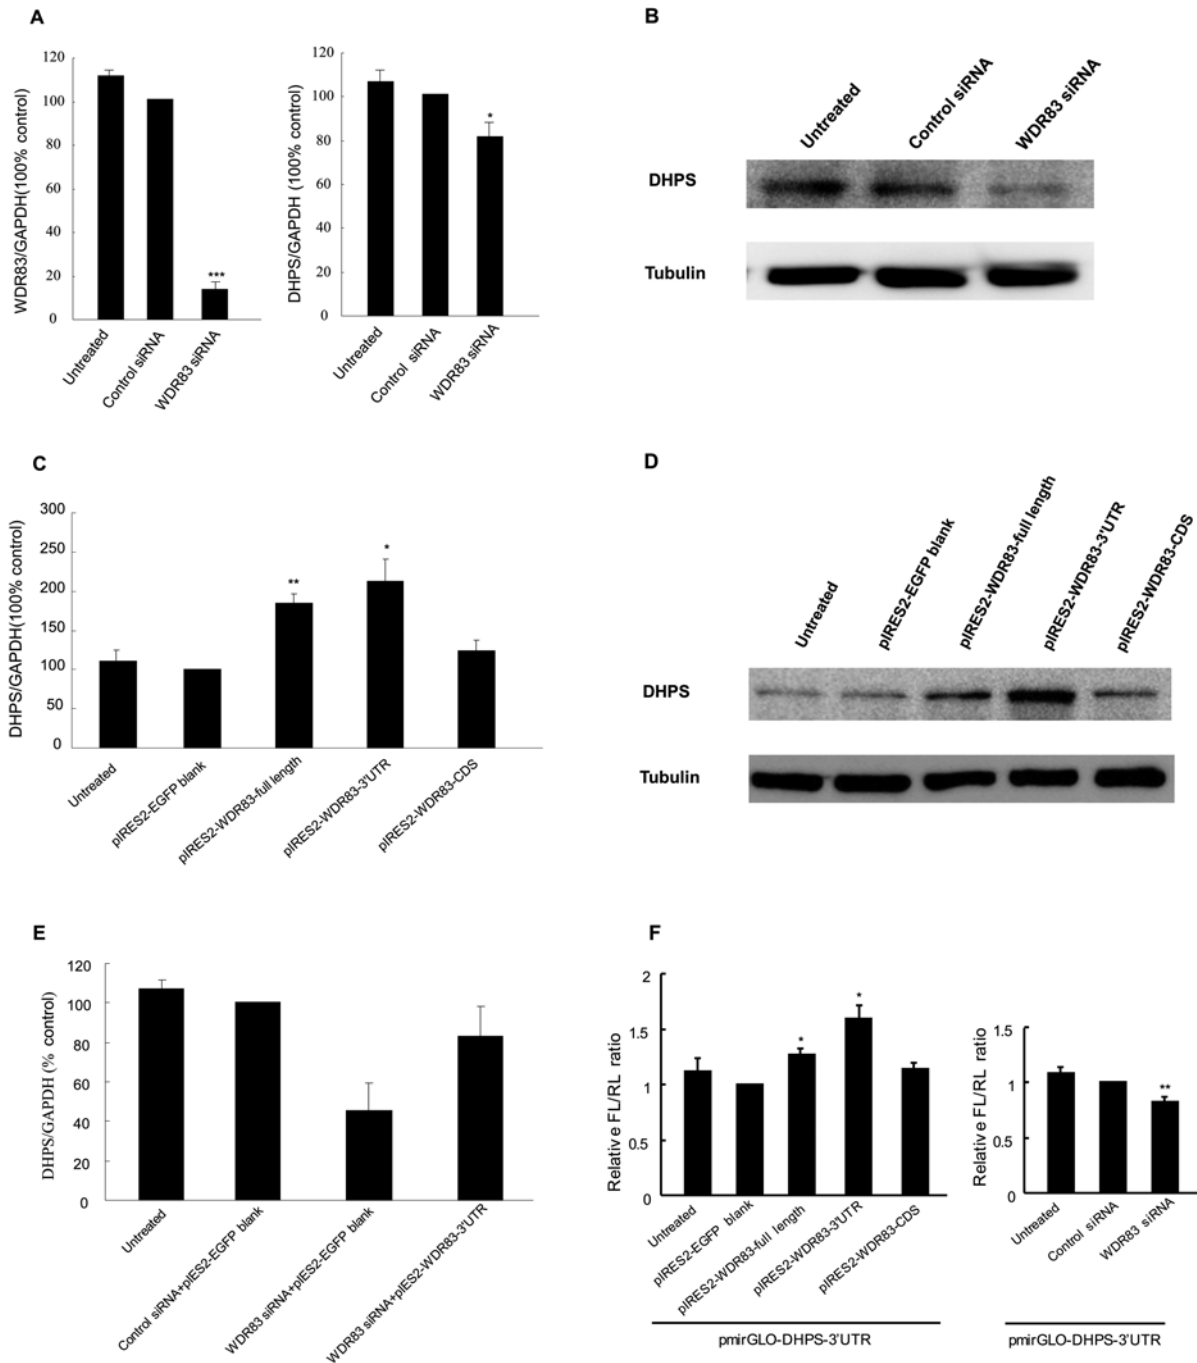 A
WDR83/GAPDH(100% control)
120
100
80
60
40
20
0
***
Untreated
Control siRNA
WDR83 siRNA
DHPS/GAPDH (100% control)
120
100
80
60
40
20
0
*
Untreated
Control siRNA
WDR83 siRNA
B
Untreated
Control siRNA
WDR83 siRNA
DHPS
Tubulin
C
DHPS/GAPDH(100% control)
300
250
200
150
100
50
0
**
*
Untreated
pIRES2-EGFP blank
pIRES2-WDR83-full length
pIRES2-WDR83-3'UTR
pIRES2-WDR83-CDS
D
Untreated
pIRES2-EGFP blank
pIRES2-WDR83-full length
pIRES2-WDR83-3'UTR
pIRES2-WDR83-CDS
DHPS
Tubulin
E
DHPS/GAPDH (% control)
120
100
80
60
40
20
0
Untreated
Control siRNA+pIES2-EGFP blank
WDR83 siRNA+pIES2-EGFP blank
WDR83 siRNA+pIES2-WDR83-3'UTR
F
Relative FL/RL ratio
2
1.5
1
0.5
0
*
*
Untreated
pIRES2-EGFP blank
pIRES2-WDR83-full length
pIRES2-WDR83-3'UTR
pIRES2-WDR83-CDS
pmirGLO-DHPS-3'UTR
Relative FL/RL ratio
1.5
1
0.5
0
**
Untreated
Control siRNA
WDR83 siRNA
pmirGLO-DHPS-3'UTR